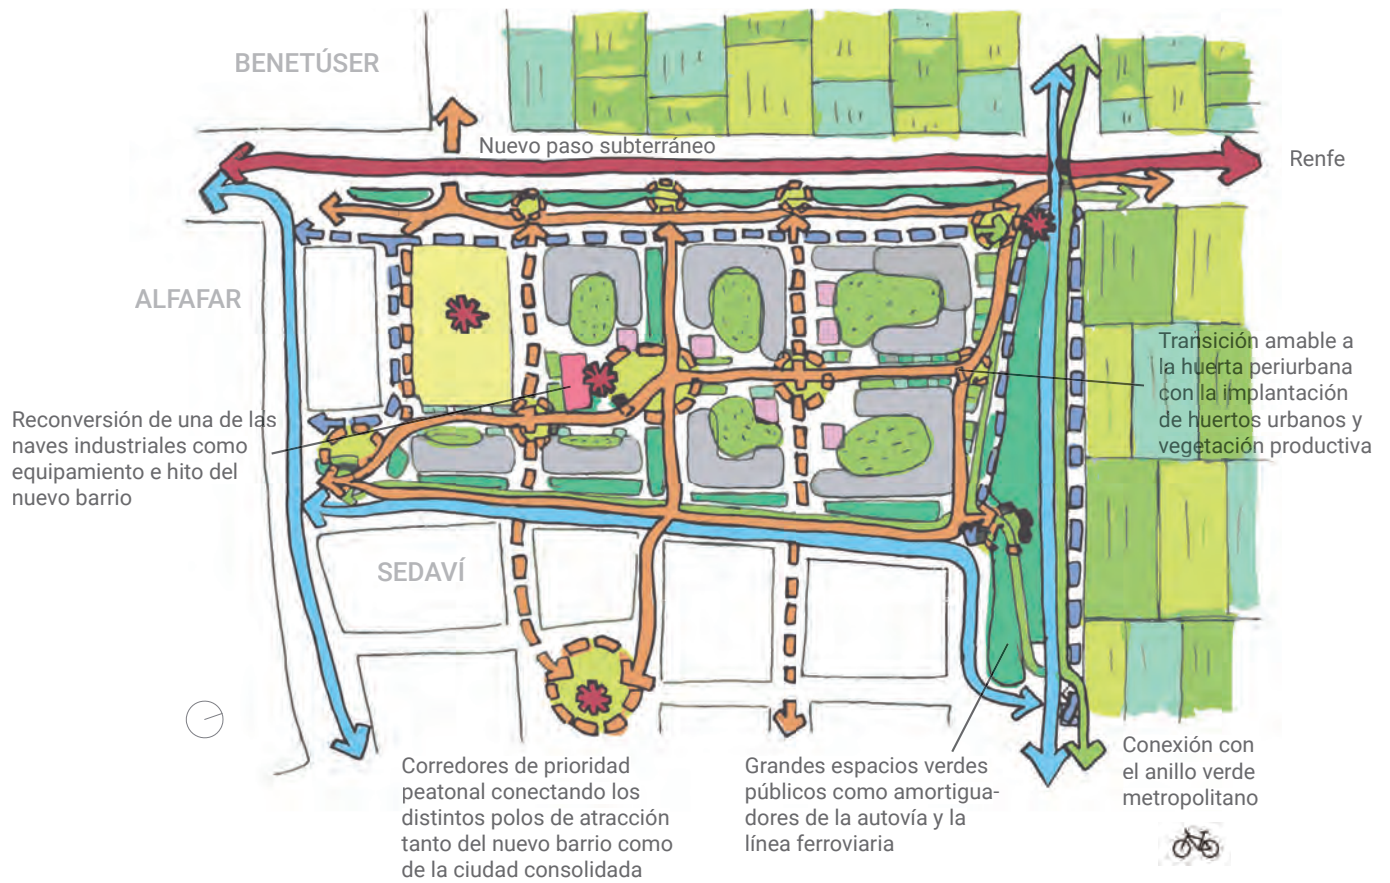 BENETÚSER
Nuevo paso subterráneo
Renfe
ALFAFAR
Transición amable a
la huerta periurbana
con la implantación
de huertos urbanos y
vegetación productiva
Reconversión de una de las
naves industriales como
equipamiento e hito del
nuevo barrio
SEDAVÍ
Corredores de prioridad
peatonal conectando los
distintos polos de atracción
tanto del nuevo barrio como
de la ciudad consolidada
Grandes espacios verdes
públicos como amortigua-
dores de la autovía y la
línea ferroviaria
Conexión con
el anillo verde
metropolitano